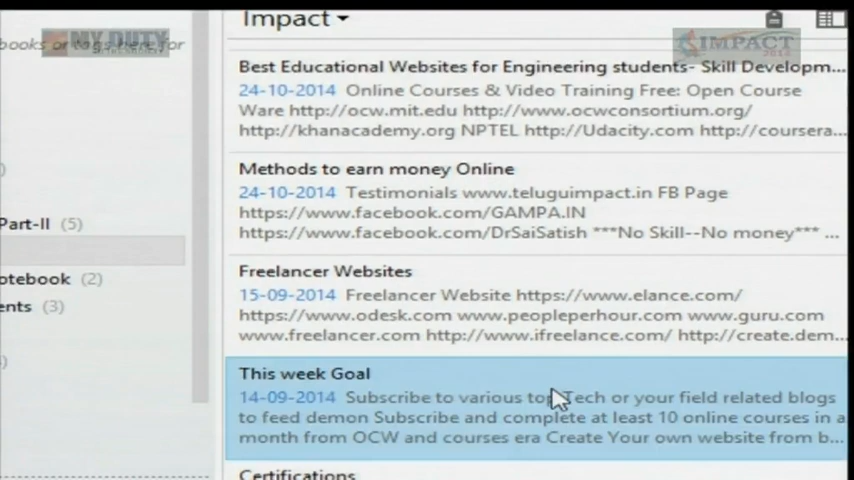 Impact
books or tags here for
MY DUTY
IMPACT
Best Educational Websites for Engineering students- Skill Developm...
24-10-2014 Online Courses & Video Training Free: Open Course
Ware http://ocw.mit.edu http://www.ocwconsortium.org/
http://khanacademy.org NPTEL http://Udacity.com http://coursera...
Methods to earn money Online
24-10-2014 Testimonials www.teluguimpact.in FB Page
https://www.facebook.com/GAMPA.IN
https://www.facebook.com/DrSaiSatish ***No Skill--No money*** ...
Part-II (5)
Freelancer Websites
otebook (2)
15-09-2014 Freelancer Website https://www.elance.com/
ents (3)
https://www.odesk.com www.peopleperhour.com www.guru.com
www.freelancer.com http://www.ifreelance.com/ http://create.dem...
This week Goal
14-09-2014 Subscribe to various top Tech or your field related blogs
to feed demon Subscribe and complete at least 10 online courses in a
month from OCW and courses era Create Your own website from b...
Certifications